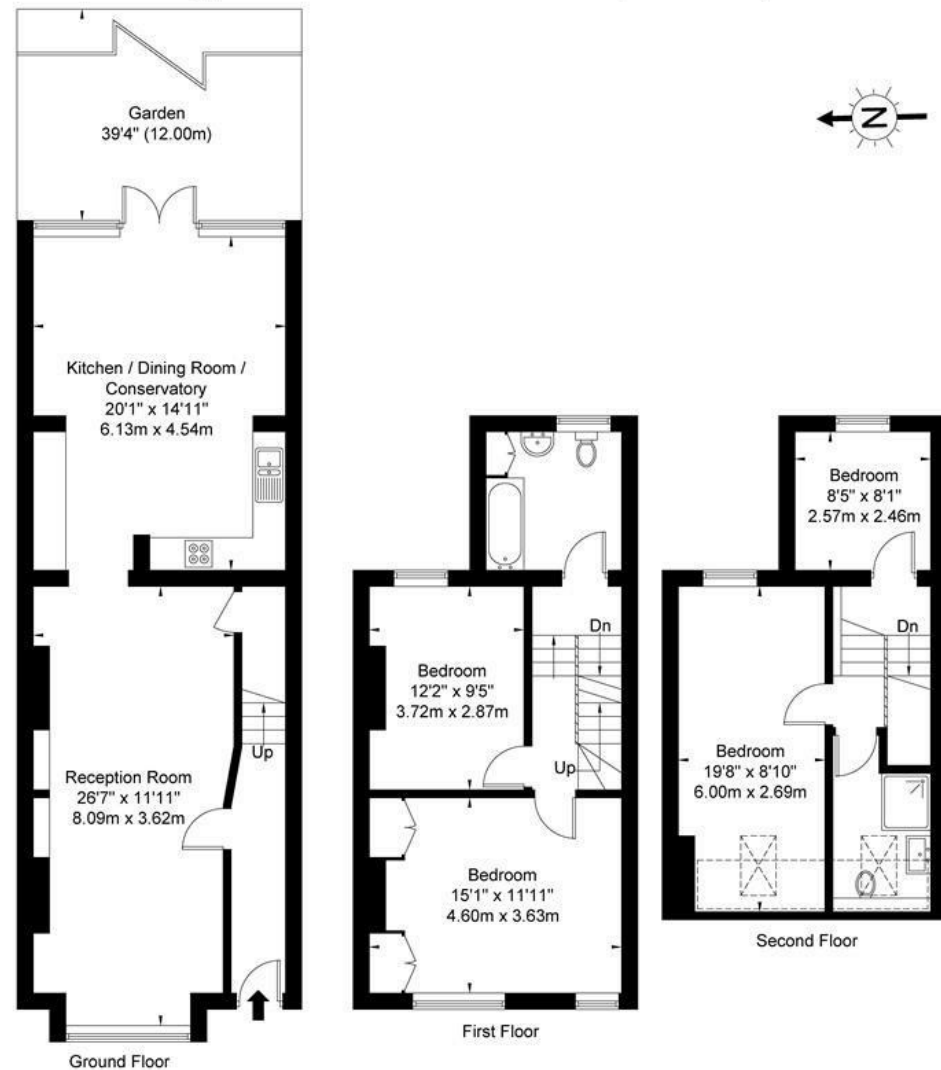 Garden
39'4" (12.00m)
N
Kitchen / Dining Room /
Conservatory
20'1" x 14'11"
6.13m x 4.54m
Reception Room
26'7" x 11'11"
8.09m x 3.62m
Up
Ground Floor
Bedroom
12'2" x 9'5"
3.72m x 2.87m
Dn
Up
Bedroom
15'1" x 11'11"
4.60m x 3.63m
First Floor
Bedroom
8'5" x 8'1"
2.57m x 2.46m
Dn
Bedroom
19'8" x 8'10"
6.00m x 2.69m
Second Floor